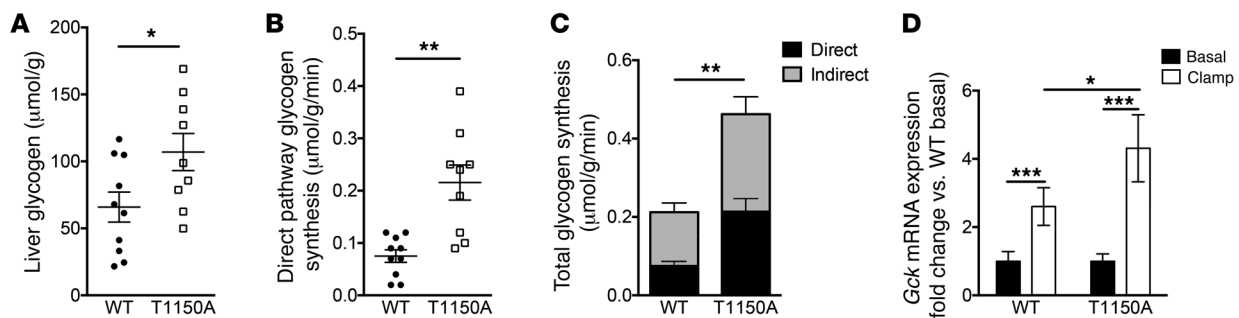 A
Liver glycogen (μmol/g)
200
150
100
50
0
*
WT
T1150A
B
Direct pathway glycogen
synthesis (μmol/g/min)
0.5
0.4
0.3
0.2
0.1
0.0
**
WT
T1150A
C
Total glycogen synthesis
(μmol/g/min)
0.6
0.4
0.2
0.0
**
Direct
Indirect
WT
T1150A
D
Gck mRNA expression
fold change vs. WT basal)
6
4
2
0
Basal
Clamp
*
***
***
WT
T1150A